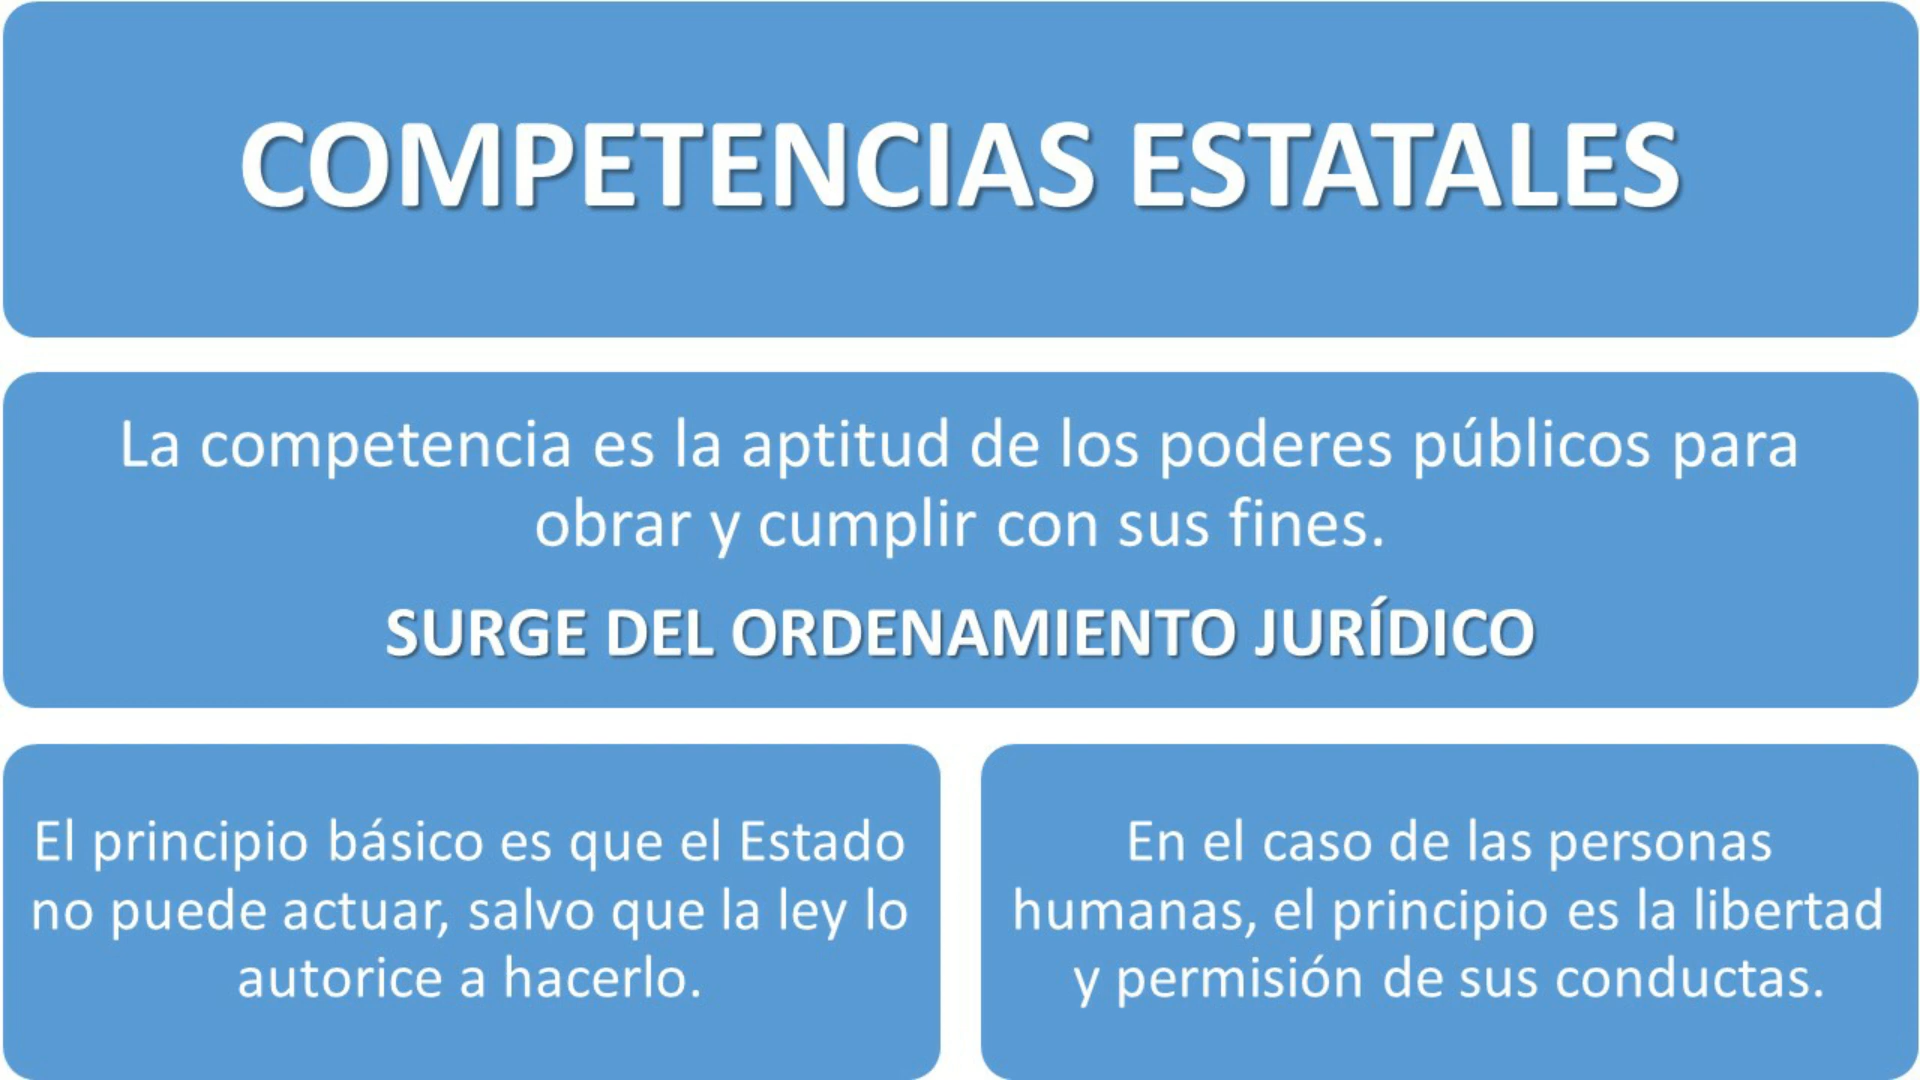 COMPETENCIAS ESTATALES
La competencia es la aptitud de los poderes públicos para
obrar y cumplir con sus fines.
SURGE DEL ORDENAMIENTO JURÍDICO
El principio básico es que el Estado
no puede actuar, salvo que la ley lo
autorice a hacerlo.
En el caso de las personas
humanas, el principio es la libertad
y permisión de sus conductas.